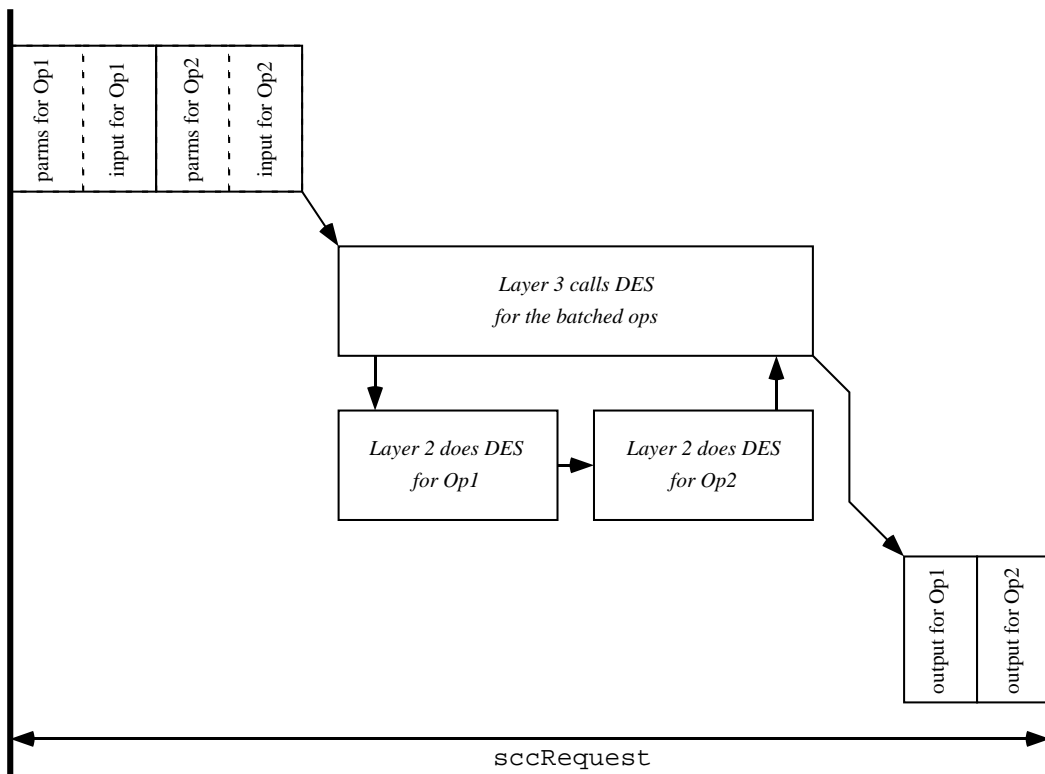 parms for Op1
input for Op1
parms for Op2
input for Op2
Layer 3 calls DES
for the batched ops
Layer 2 does DES
for Op1
Layer 2 does DES
for Op2
output for Op1
output for Op2
sccRequest